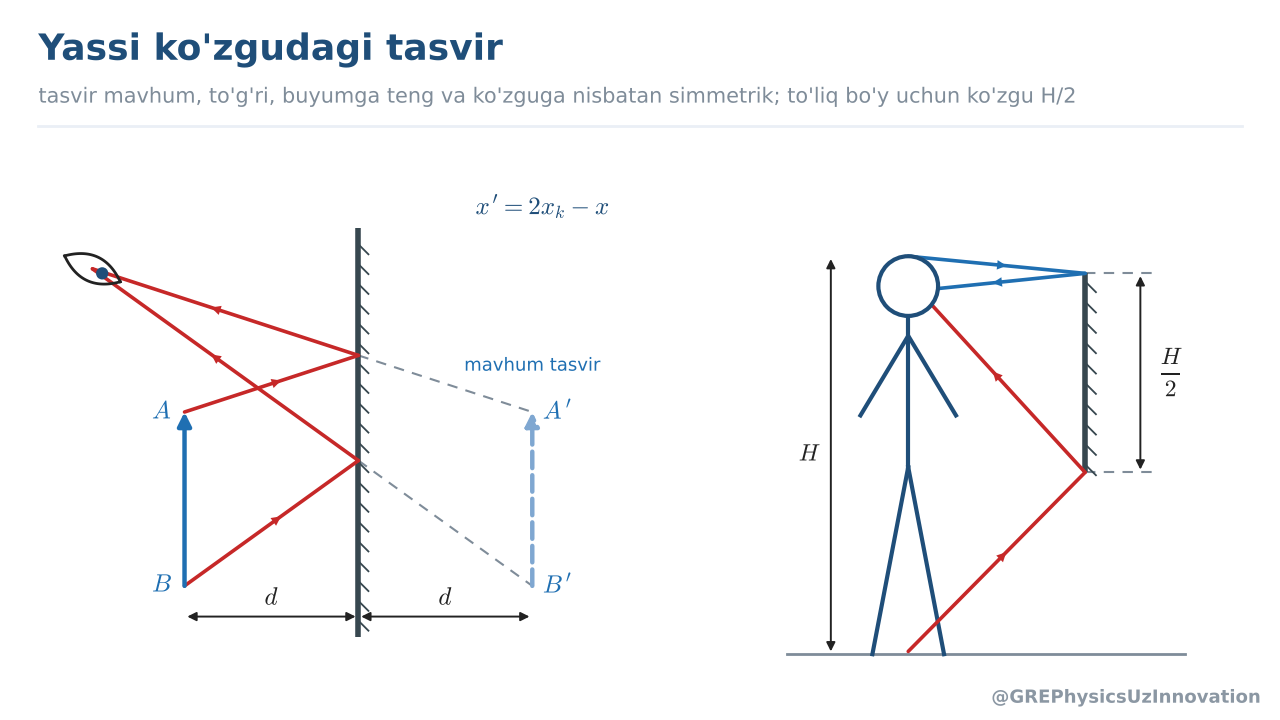 Yassi ko'zgudagi tasvir
tasvir mavhum, to'g'ri, buyumga teng va ko'zguga nisbatan simmetrik; to'liq bo'y uchun ko'zgu H/2
x' = 2x_k − x
mavhum tasvir
A
A'
B
B'
d
d
H
H/2
@GREPhysicsUzInnovation